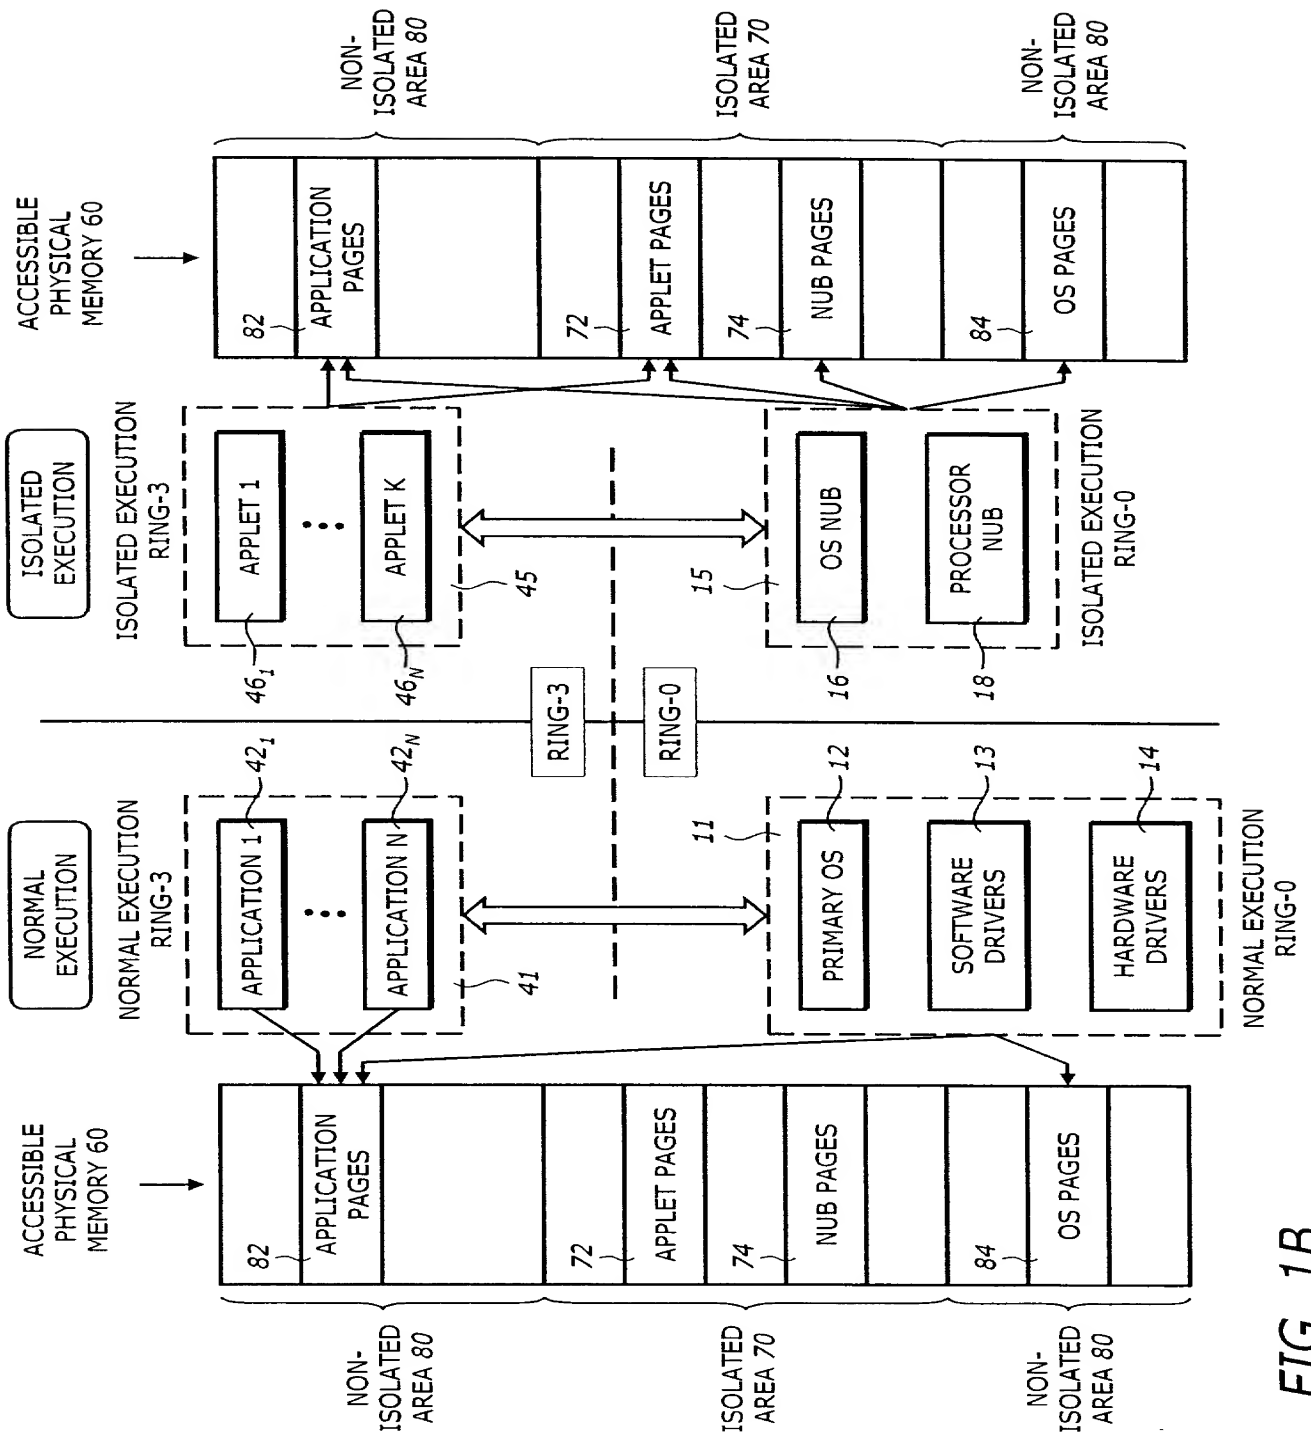 ACCESSIBLE
PHYSICAL
MEMORY 60
NORMAL
EXECUTION
ISOLATED
EXECUTION
ACCESSIBLE
PHYSICAL
MEMORY 60
NORMAL EXECUTION
RING-3
ISOLATED EXECUTION
RING-3
NON-
ISOLATED
AREA 80
82
APPLICATION
PAGES
APPLICATION 1
42₁
APPLICATION N
42N
41
46₁
APPLET 1
46N
APPLET K
45
82
APPLICATION
PAGES
NON-
ISOLATED
AREA 80
RING-3
RING-0
ISOLATED
AREA 70
72
APPLET PAGES
74
NUB PAGES
72
APPLET PAGES
74
NUB PAGES
ISOLATED
AREA 70
11
PRIMARY OS
12
SOFTWARE
DRIVERS
13
HARDWARE
DRIVERS
14
15
16
OS NUB
18
PROCESSOR
NUB
NON-
ISOLATED
AREA 80
84
OS PAGES
84
OS PAGES
NON-
ISOLATED
AREA 80
NORMAL EXECUTION
RING-0
ISOLATED EXECUTION
RING-0
FIG. 1B